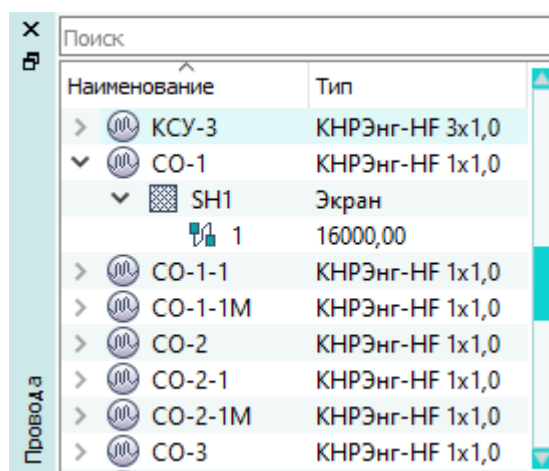 Поиск
Наименование Тип
КСУ-3 КНРЭнг-HF 3х1,0
СО-1 КНРЭнг-HF 1х1,0
SH1 Экран
1 16000,00
СО-1-1 КНРЭнг-HF 1х1,0
СО-1-1М КНРЭнг-HF 1х1,0
СО-2 КНРЭнг-HF 1х1,0
СО-2-1 КНРЭнг-HF 1х1,0
СО-2-1М КНРЭнг-HF 1х1,0
СО-3 КНРЭнг-HF 1х1,0
Провода